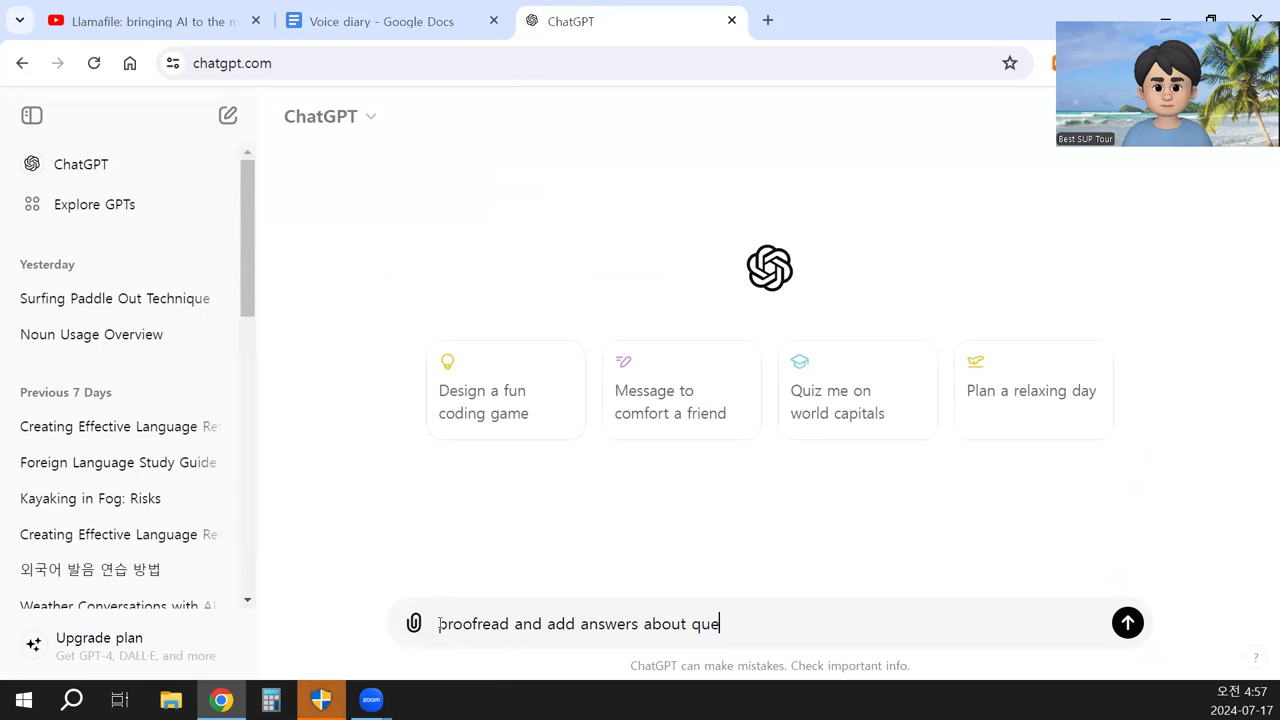 Llamafile: bringing AI to the m
Voice diary - Google Docs
ChatGPT
chatgpt.com
Best SUP Tour
ChatGPT
ChatGPT
Explore GPTs
Yesterday
Surfing Paddle Out Technique
Noun Usage Overview
Previous 7 Days
Creating Effective Language Re
Foreign Language Study Guide
Kayaking in Fog: Risks
Creating Effective Language Re
외국어 발음 연습 방법
Weather Conversations with AI
Upgrade plan
Get GPT-4, DALL·E, and more
Design a fun
coding game
Message to
comfort a friend
Quiz me on
world capitals
Plan a relaxing day
proofread and add answers about que
ChatGPT can make mistakes. Check important info.
?
zoom
오전 4:57
2024-07-17